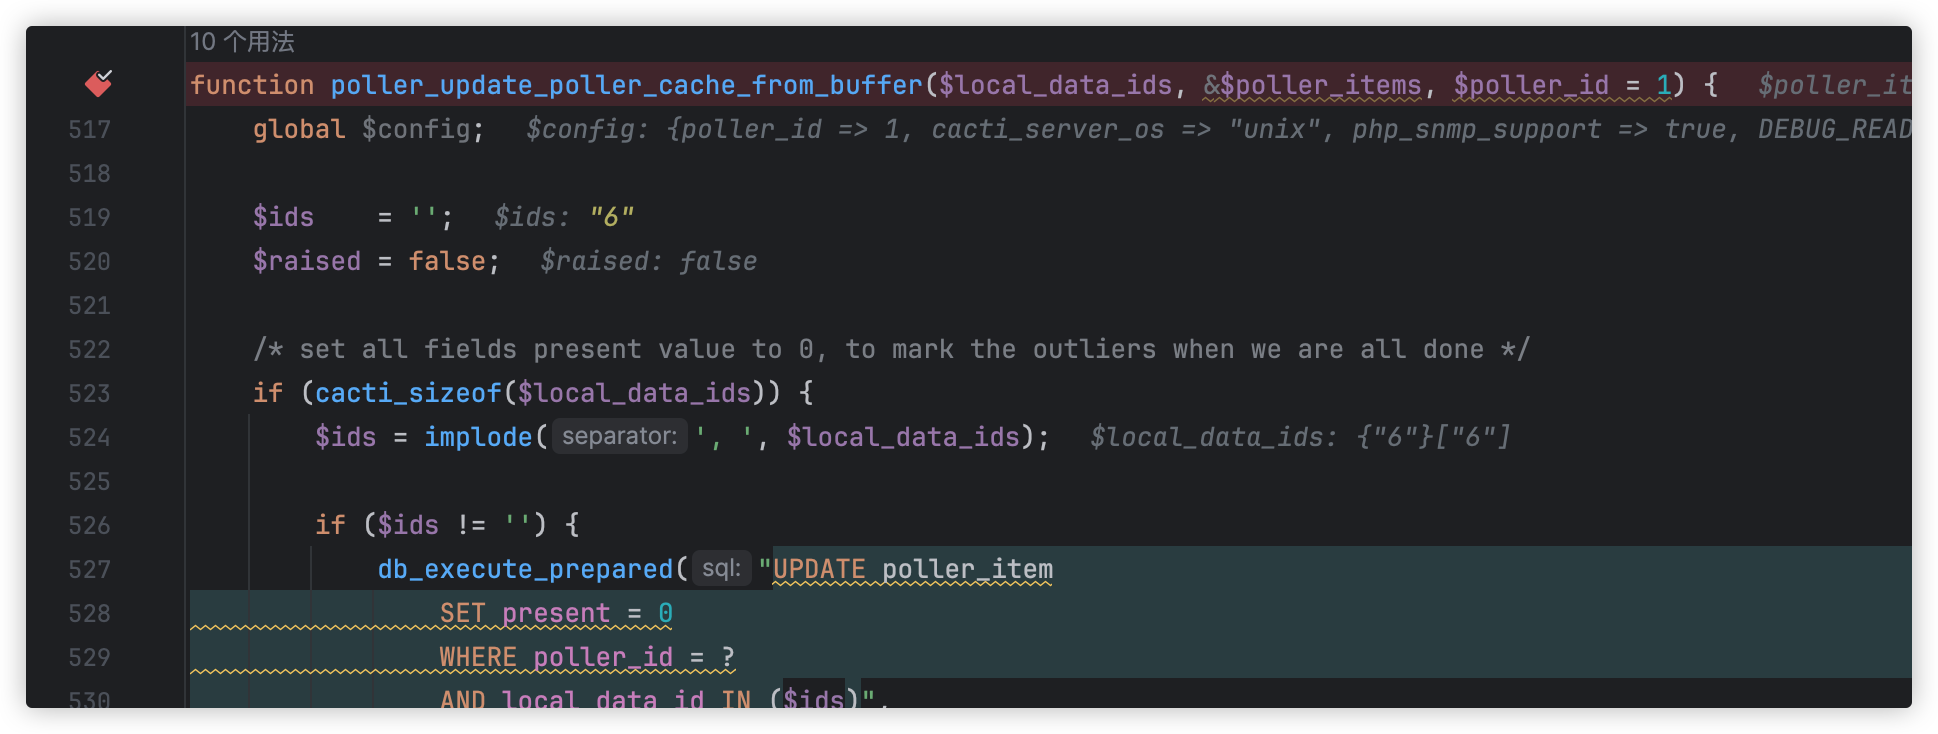 10 个用法
function poller_update_poller_cache_from_buffer($local_data_ids, &$poller_items, $poller_id = 1) { $poller_it
517 global $config; $config: {poller_id => 1, cacti_server_os => "unix", php_snmp_support => true, DEBUG_READ
518
519 $ids = ''; $ids: "6"
520 $raised = false; $raised: false
521
522 /* set all fields present value to 0, to mark the outliers when we are all done */
523 if (cacti_sizeof($local_data_ids)) {
524 $ids = implode( separator: ', ', $local_data_ids); $local_data_ids: {"6"}["6"]
525
526 if ($ids != '') {
527 db_execute_prepared( sql: "UPDATE poller_item
528 SET present = 0
529 WHERE poller_id = ?
530 AND local_data_id IN ($ids)",